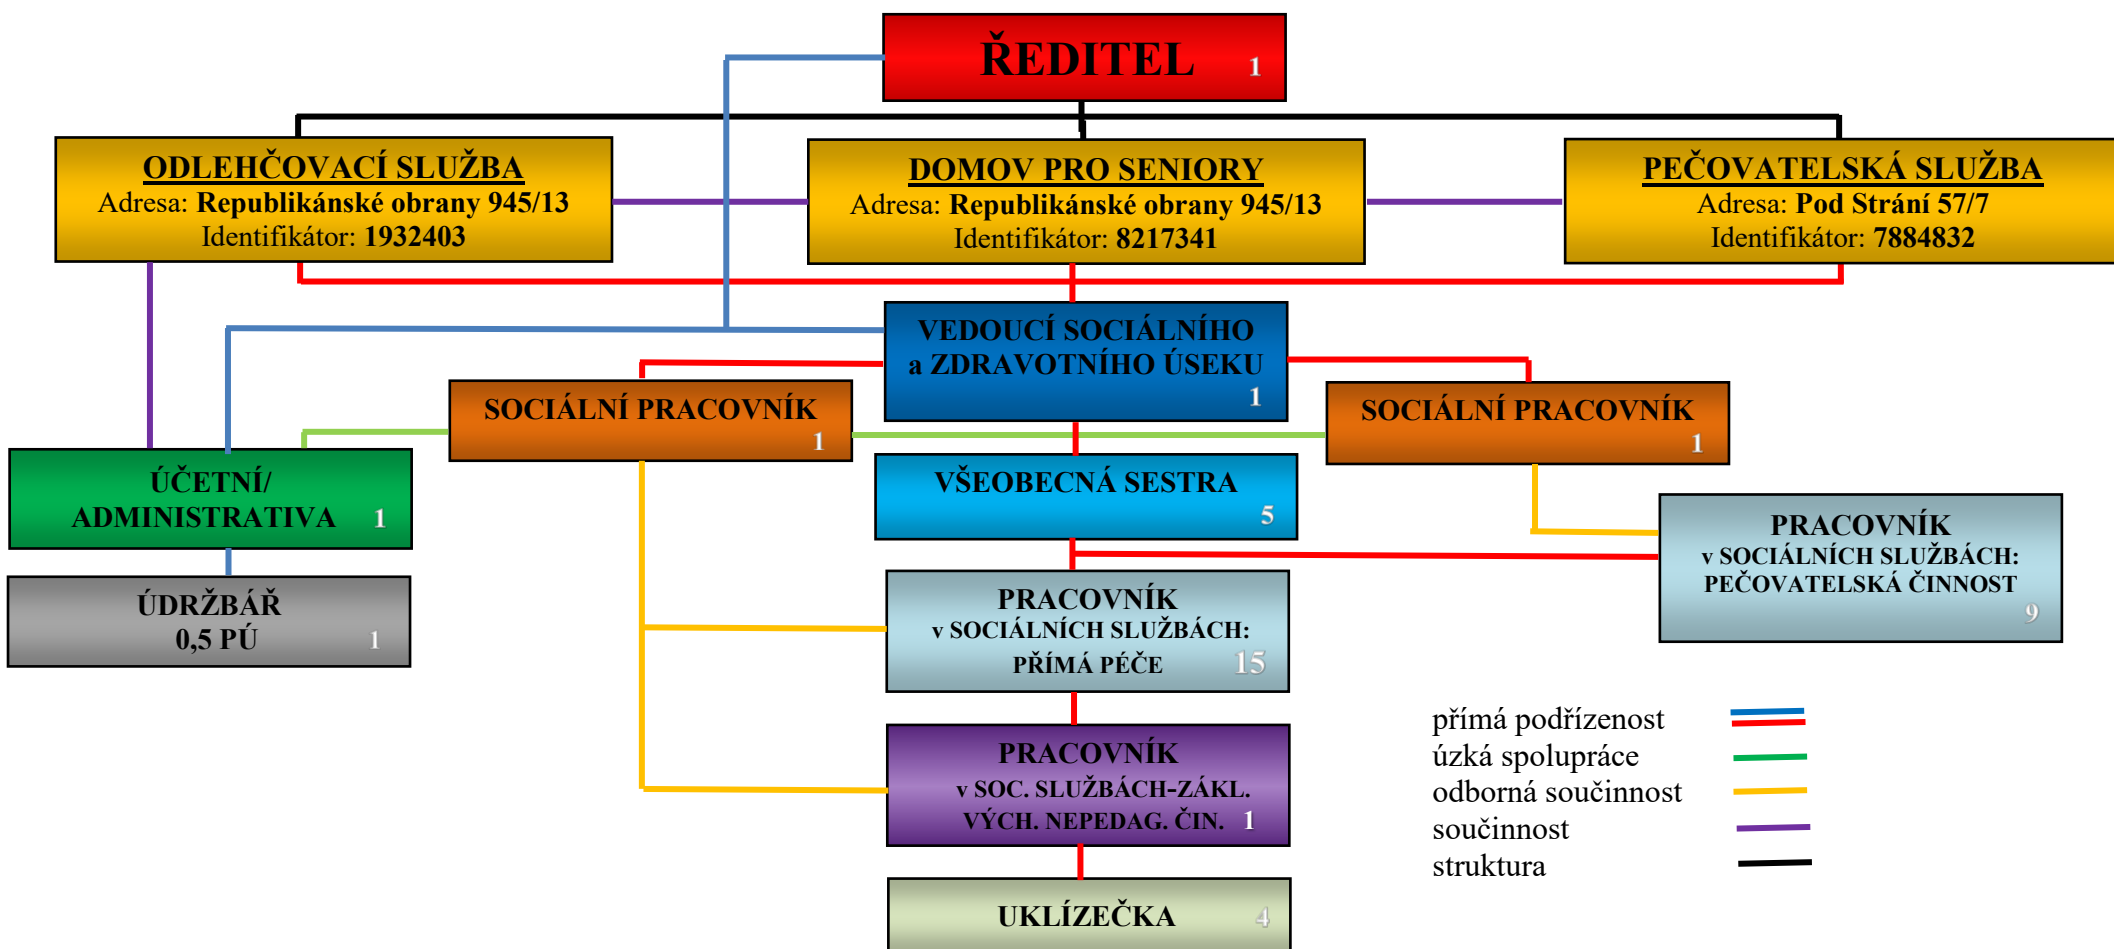 ŘEDITEL 1
ODLEHČOVACÍ SLUŽBA
Adresa: Republikánské obrany 945/13
Identifikátor: 1932403
DOMOV PRO SENIORY
Adresa: Republikánské obrany 945/13
Identifikátor: 8217341
PEČOVATELSKÁ SLUŽBA
Adresa: Pod Strání 57/7
Identifikátor: 7884832
VEDOUCÍ SOCIÁLNÍHO
a ZDRAVOTNÍHO ÚSEKU
1
SOCIÁLNÍ PRACOVNÍK
1
SOCIÁLNÍ PRACOVNÍK
1
ÚČETNÍ/
ADMINISTRATIVA 1
VŠEOBECNÁ SESTRA
5
PRACOVNÍK
v SOCIÁLNÍCH SLUŽBÁCH:
PEČOVATELSKÁ ČINNOST
9
ÚDRŽBÁŘ
0,5 PÚ 1
PRACOVNÍK
v SOCIÁLNÍCH SLUŽBÁCH:
PŘÍMÁ PÉČE 15
PRACOVNÍK
v SOC. SLUŽBÁCH-ZÁKL.
VÝCH. NEPEDAG. ČIN. 1
UKLÍZEČKA 4
přímá podřízenost
úzká spolupráce
odborná součinnost
součinnost
struktura